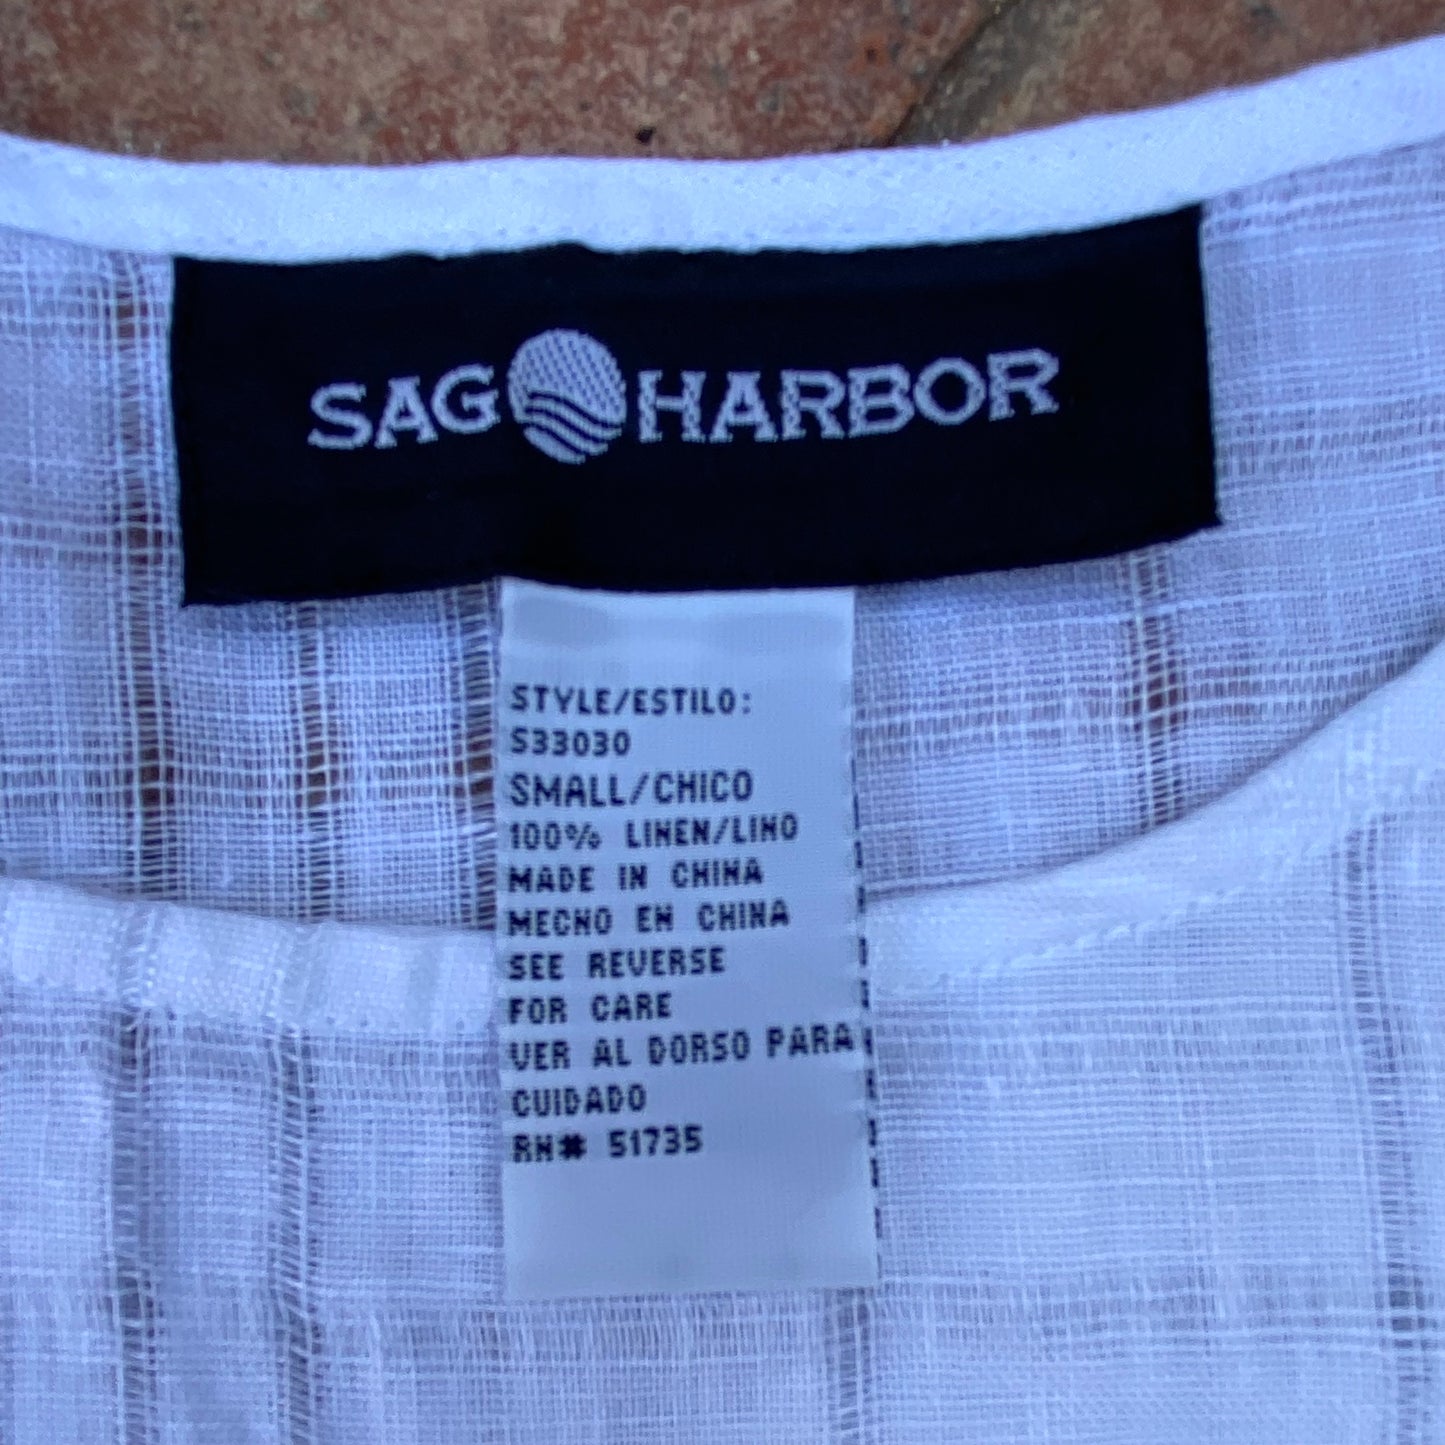 SAG HARBOR
STYLE/ESTILO:
S33030
SMALL/CHICO
100% LINEN/LINO
MADE IN CHINA
MECHO EN CHINA
SEE REVERSE
FOR CARE
VER AL DORSO PARA
CUIDADO
RN# 51735